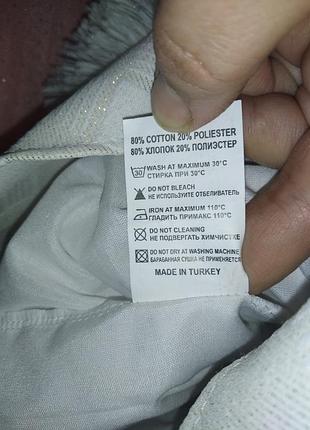 80% COTTON 20% POLIESTER
80% ХЛОПОК 20% ПОЛИЭСТЕР
30
WASH AT MAXIMUM 30°C
СТИРКА ПРИ 30°C
DO NOT BLEACH
НЕ ИСПОЛЬЗУИТЕ ОТБЕЛИВАТЕЛЬ
IRON AT MAXIMUM 110°C
ГЛАДИТЬ ПРИМАКС 110°C
DO NOT CLEANING
НЕ ПОДВЕРГАТЬ ХИМЧИСТКЕ
DO NOT DRY AT WASHING MACHINE
БАРАБАННАЯ СУШКА НЕ ПРИМЕНЯЕТСЯ
MADE IN TURKEY